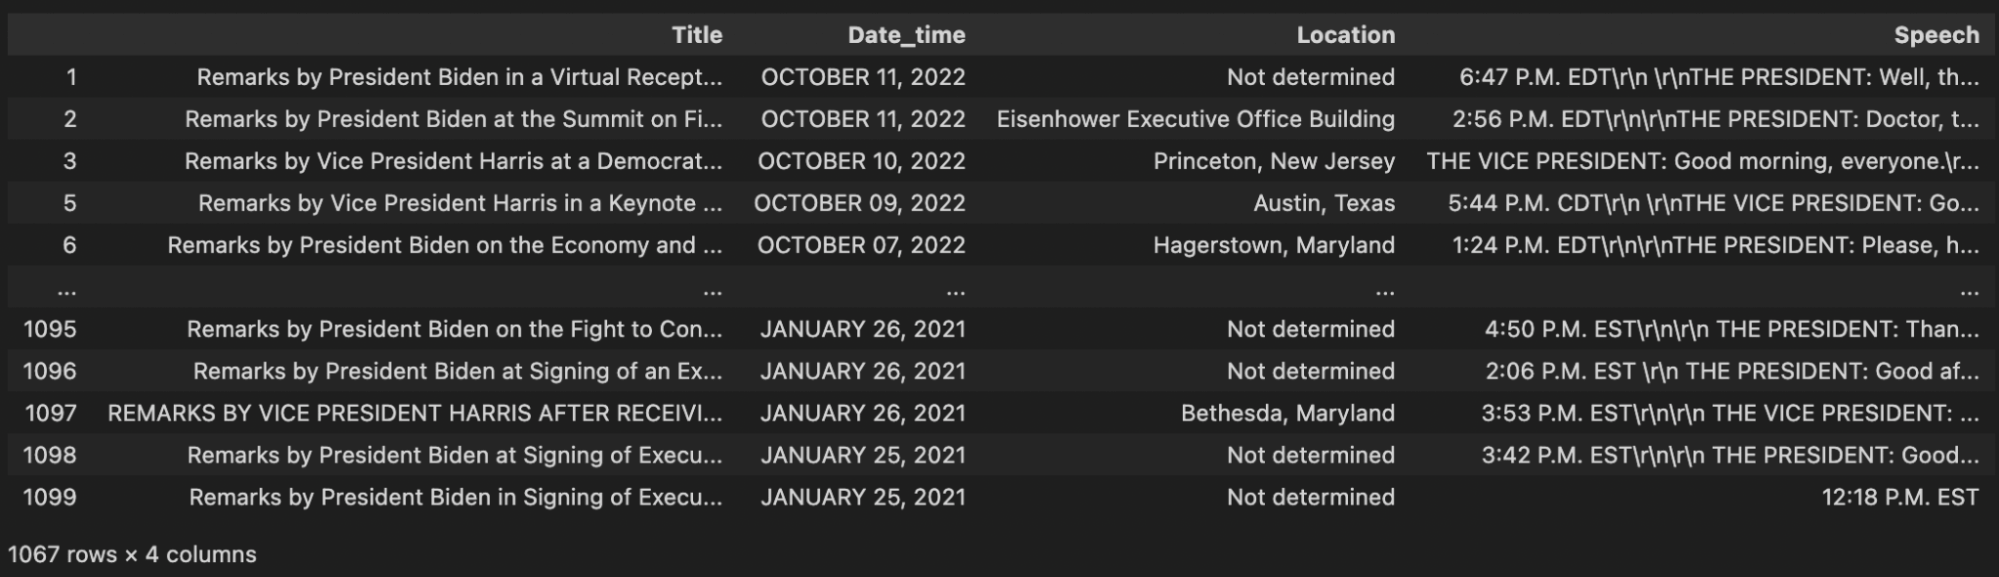 Title Date_time Location Speech
1 Remarks by President Biden in a Virtual Recept... OCTOBER 11, 2022 Not determined 6:47 P.M. EDT\r\n \r\nTHE PRESIDENT: Well, th...
2 Remarks by President Biden at the Summit on Fi... OCTOBER 11, 2022 Eisenhower Executive Office Building 2:56 P.M. EDT\r\n\r\nTHE PRESIDENT: Doctor, t...
3 Remarks by Vice President Harris at a Democrat... OCTOBER 10, 2022 Princeton, New Jersey THE VICE PRESIDENT: Good morning, everyone.\r...
5 Remarks by Vice President Harris in a Keynote ... OCTOBER 09, 2022 Austin, Texas 5:44 P.M. CDT\r\n \r\nTHE VICE PRESIDENT: Go...
6 Remarks by President Biden on the Economy and ... OCTOBER 07, 2022 Hagerstown, Maryland 1:24 P.M. EDT\r\n\r\nTHE PRESIDENT: Please, h...
... ... ... ... ...
1095 Remarks by President Biden on the Fight to Con... JANUARY 26, 2021 Not determined 4:50 P.M. EST\r\n\r\n THE PRESIDENT: Than...
1096 Remarks by President Biden at Signing of an Ex... JANUARY 26, 2021 Not determined 2:06 P.M. EST \r\n THE PRESIDENT: Good af...
1097 REMARKS BY VICE PRESIDENT HARRIS AFTER RECEIVI... JANUARY 26, 2021 Bethesda, Maryland 3:53 P.M. EST\r\n\r\n THE VICE PRESIDENT: ...
1098 Remarks by President Biden at Signing of Execu... JANUARY 25, 2021 Not determined 3:42 P.M. EST\r\n\r\n THE PRESIDENT: Good...
1099 Remarks by President Biden in Signing of Execu... JANUARY 25, 2021 Not determined 12:18 P.M. EST
1067 rows × 4 columns